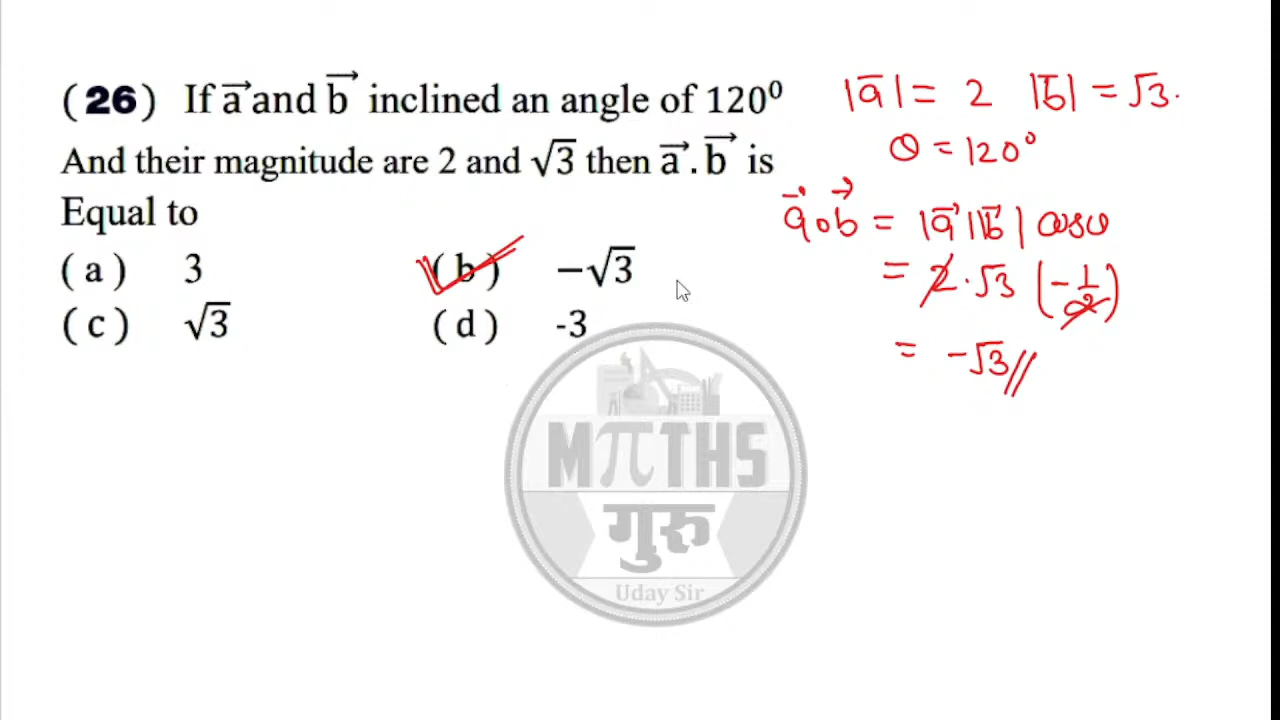 (26) If a⃗ and b⃗ inclined an angle of 120⁰
And their magnitude are 2 and √3 then a⃗ . b⃗ is
Equal to
(a) 3 (b) −√3
(c) √3 (d) -3
|a̅| = 2 |b̅| = √3.
θ = 120°
a⃗ ∘ b⃗ = |a⃗||b⃗| cosθ
= 2 · √3 (−1/2)
= −√3 //
MπTHS
गुरु
Uday Sir